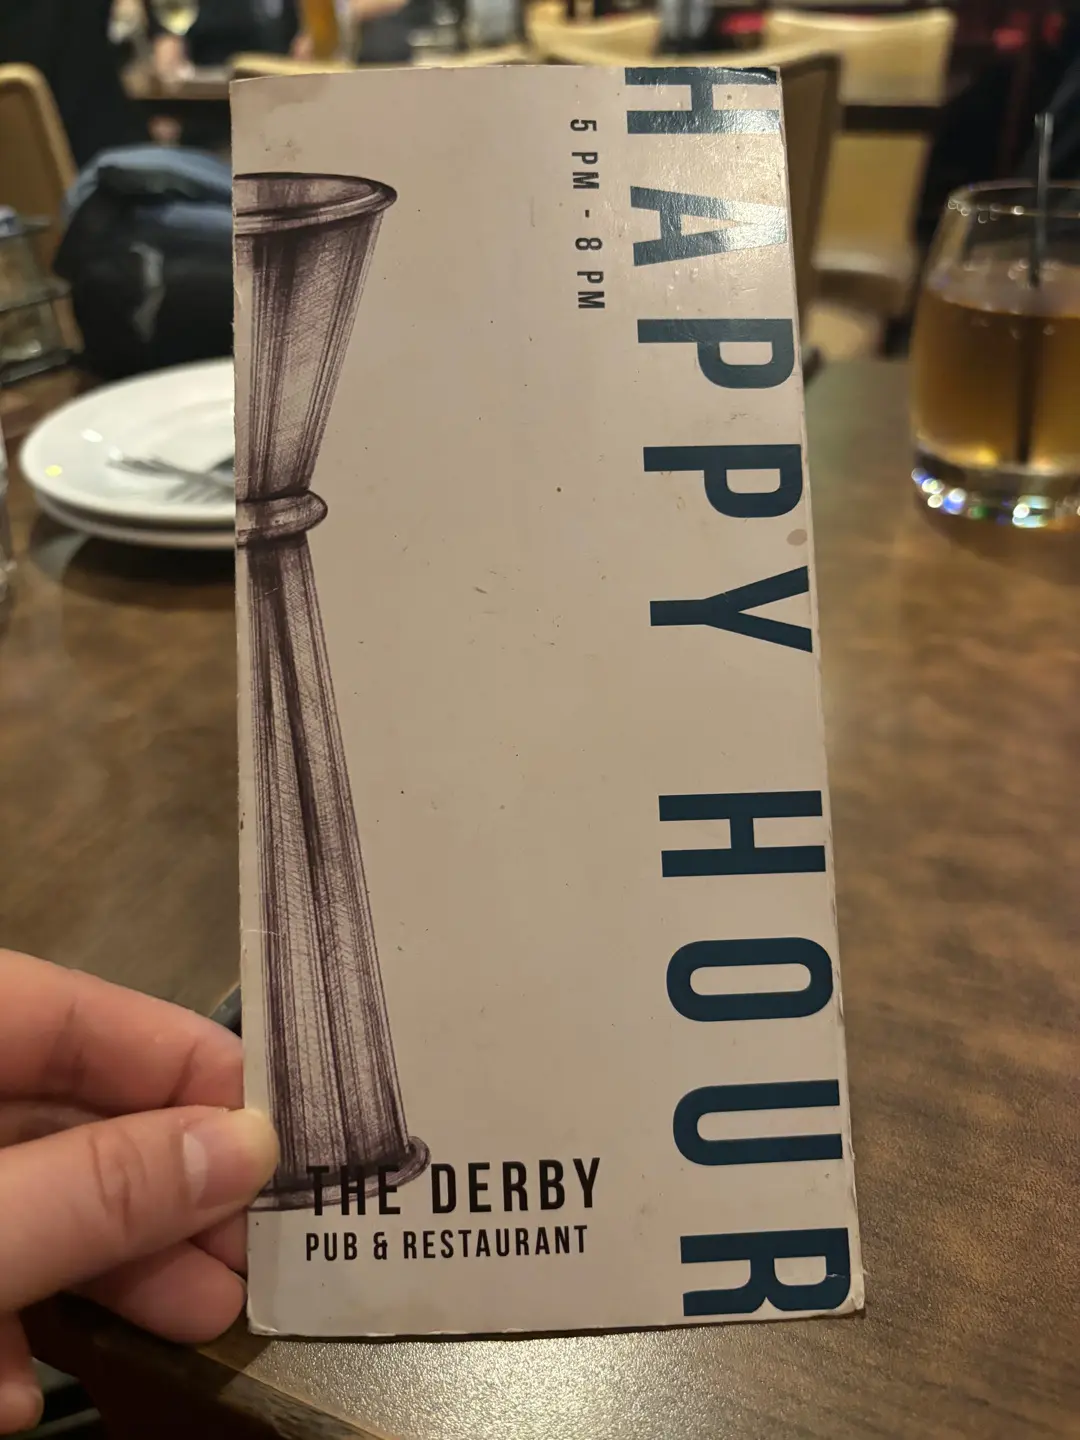 HAPPY HOUR
5 PM - 8 PM
THE DERBY
PUB & RESTAURANT